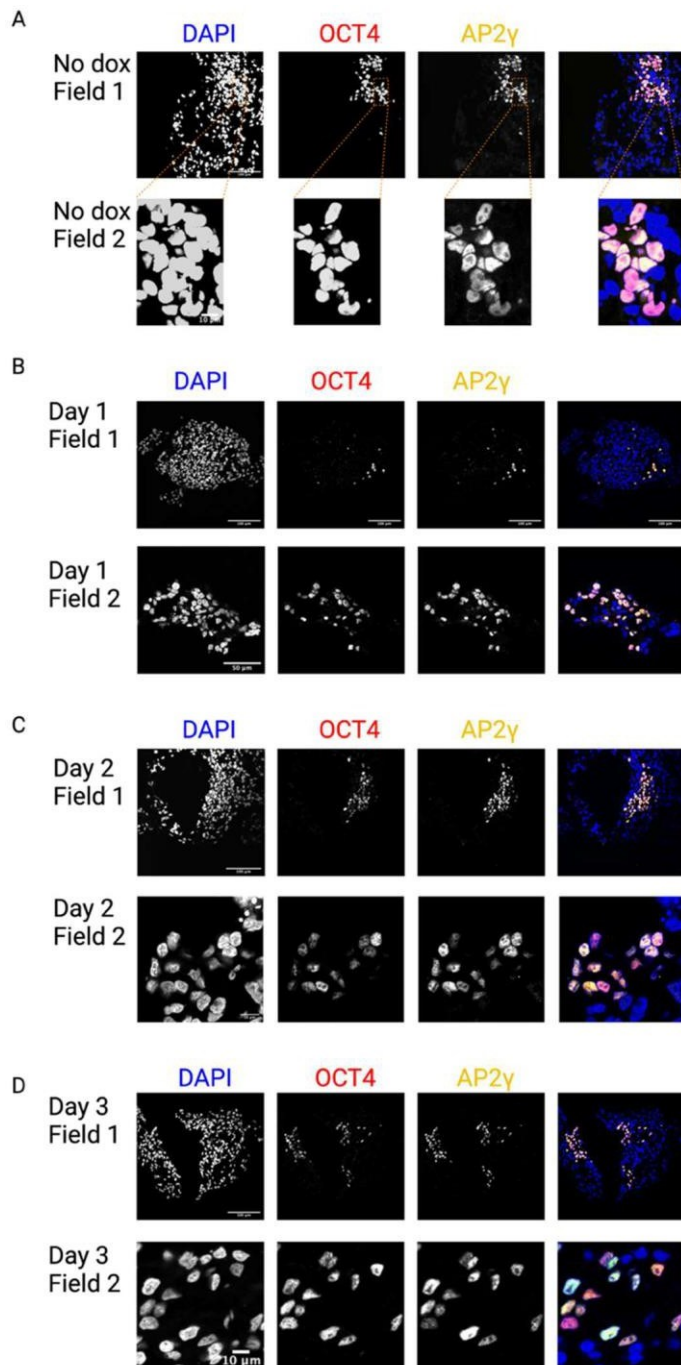 A
DAPI OCT4 AP2γ
No dox
Field 1
No dox
Field 2
10 μm
B
DAPI OCT4 AP2γ
Day 1
Field 1
Day 1
Field 2
50 μm
C
DAPI OCT4 AP2γ
Day 2
Field 1
Day 2
Field 2
D
DAPI OCT4 AP2γ
Day 3
Field 1
Day 3
Field 2
10 μm